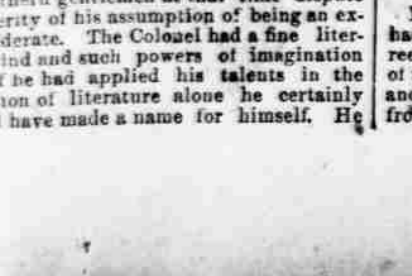 erity of his assumption of being an ex-
derate. The Colonel had a fine liter-
ind and such powers of imagination
f he had applied his talents in the
ion of literature alone he certainly
have made a name for himself. He
ha
ree
of
and
fro